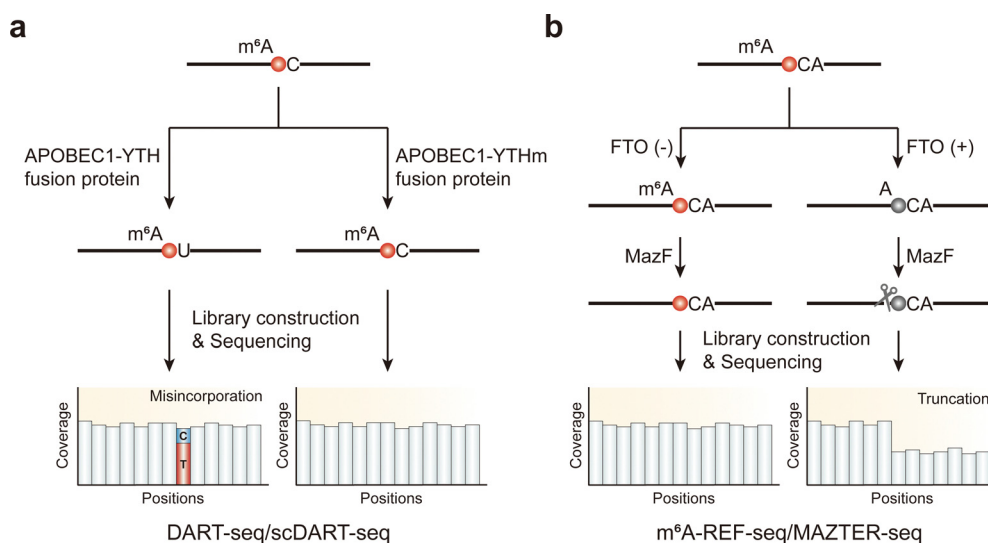 a
m⁶A
C
APOBEC1-YTH
fusion protein
APOBEC1-YTHm
fusion protein
m⁶A
U
m⁶A
C
Library construction
& Sequencing
Coverage
Misincorporation
C
T
Positions
Coverage
Positions
DART-seq/scDART-seq
b
m⁶A
CA
FTO (-)
FTO (+)
m⁶A
CA
A
CA
MazF
MazF
CA
CA
Library construction
& Sequencing
Coverage
Positions
Coverage
Truncation
Positions
m⁶A-REF-seq/MAZTER-seq